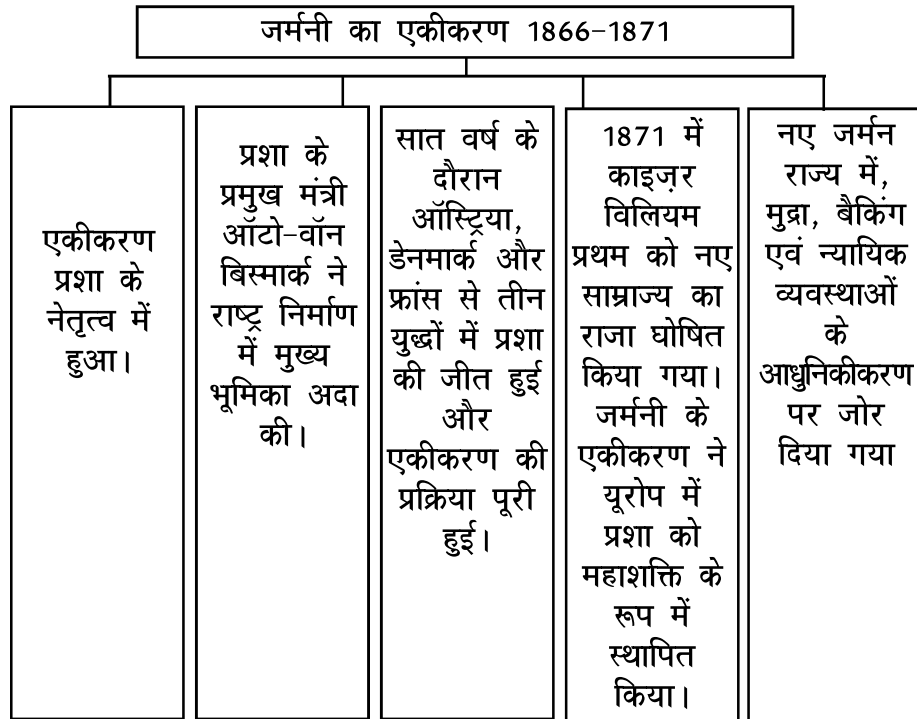 जर्मनी का एकीकरण 1866-1871
एकीकरण
प्रशा के
नेतृत्व में
हुआ।
प्रशा के
प्रमुख मंत्री
ऑटो-वॉन
बिस्मार्क ने
राष्ट्र निर्माण
में मुख्य
भूमिका अदा
की।
सात वर्ष के
दौरान
ऑस्ट्रिया,
डेनमार्क और
फ्रांस से तीन
युद्धों में प्रशा
की जीत हुई
और
एकीकरण की
प्रक्रिया पूरी
हुई।
1871 में
काइज़र
विलियम
प्रथम को नए
साम्राज्य का
राजा घोषित
किया गया।
जर्मनी के
एकीकरण ने
यूरोप में
प्रशा को
महाशक्ति के
रूप में
स्थापित
किया।
नए जर्मन
राज्य में,
मुद्रा, बैकिंग
एवं न्यायिक
व्यवस्थाओं
के
आधुनिकीकरण
पर जोर
दिया गया